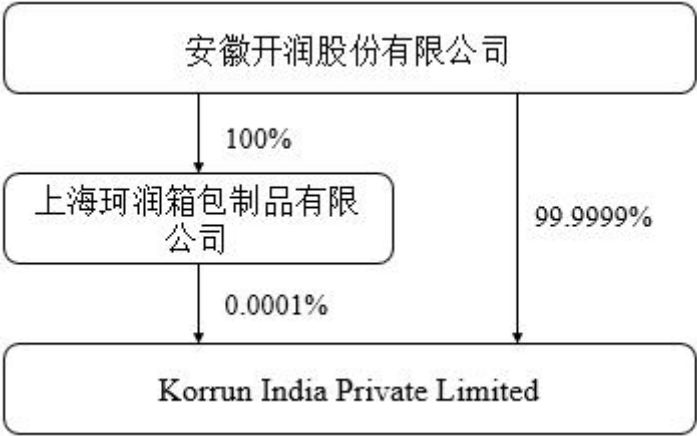 安徽开润股份有限公司
100%
上海珂润箱包制品有限
公司
99.9999%
0.0001%
Korrun India Private Limited